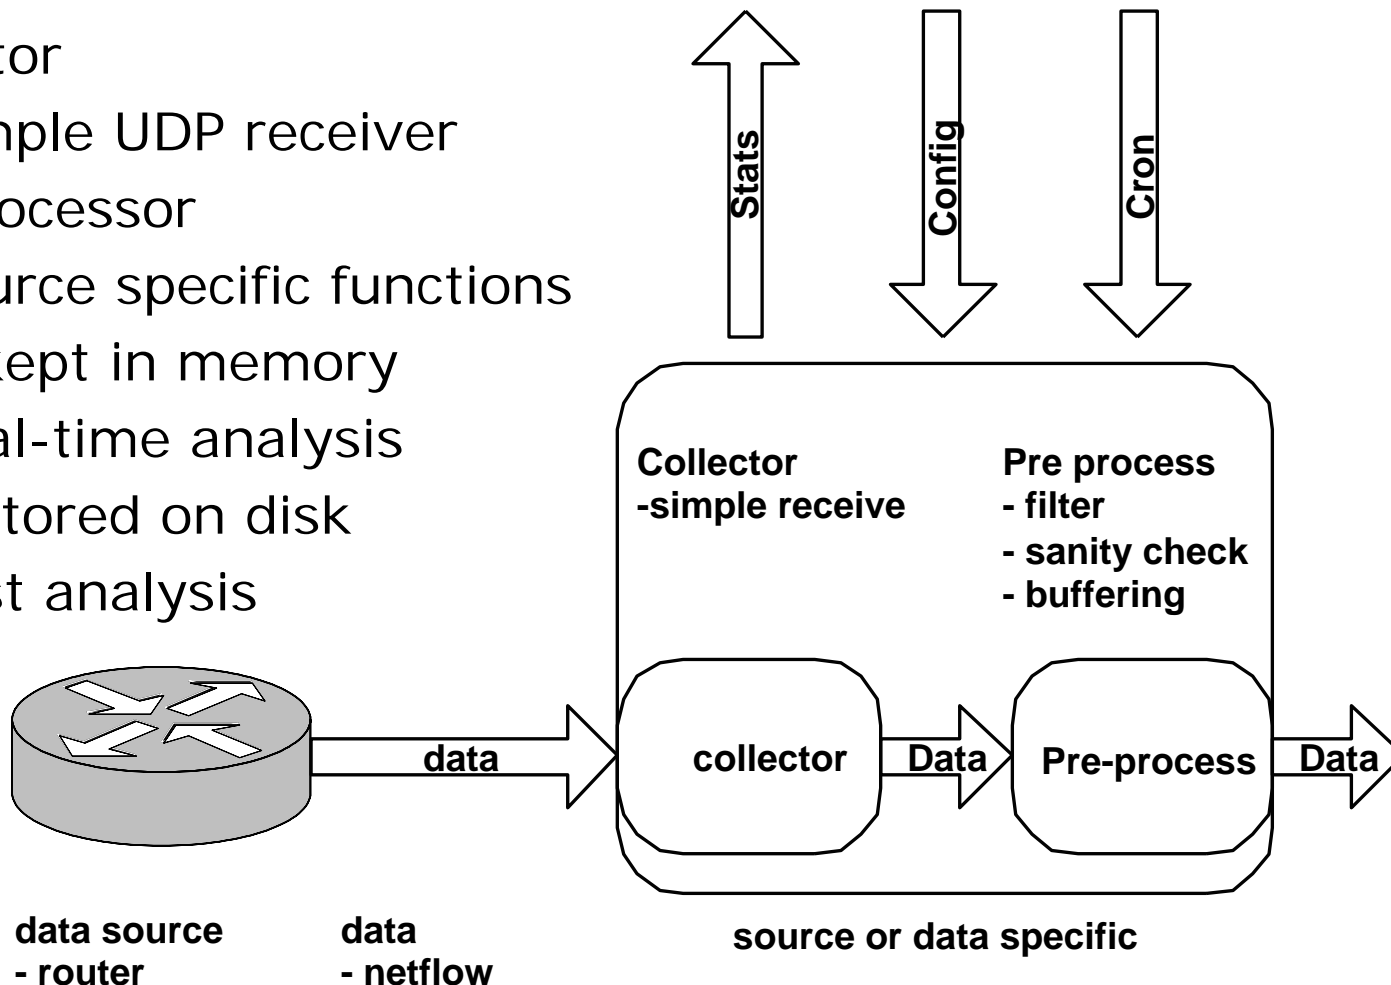 tor
nple UDP receiver
ocessor
urce specific functions
kept in memory
al-time analysis
tored on disk
st analysis
Stats
Config
Cron
Collector
-simple receive
Pre process
- filter
- sanity check
- buffering
data
collector
Data
Pre-process
Data
data source
- router
data
- netflow
source or data specific